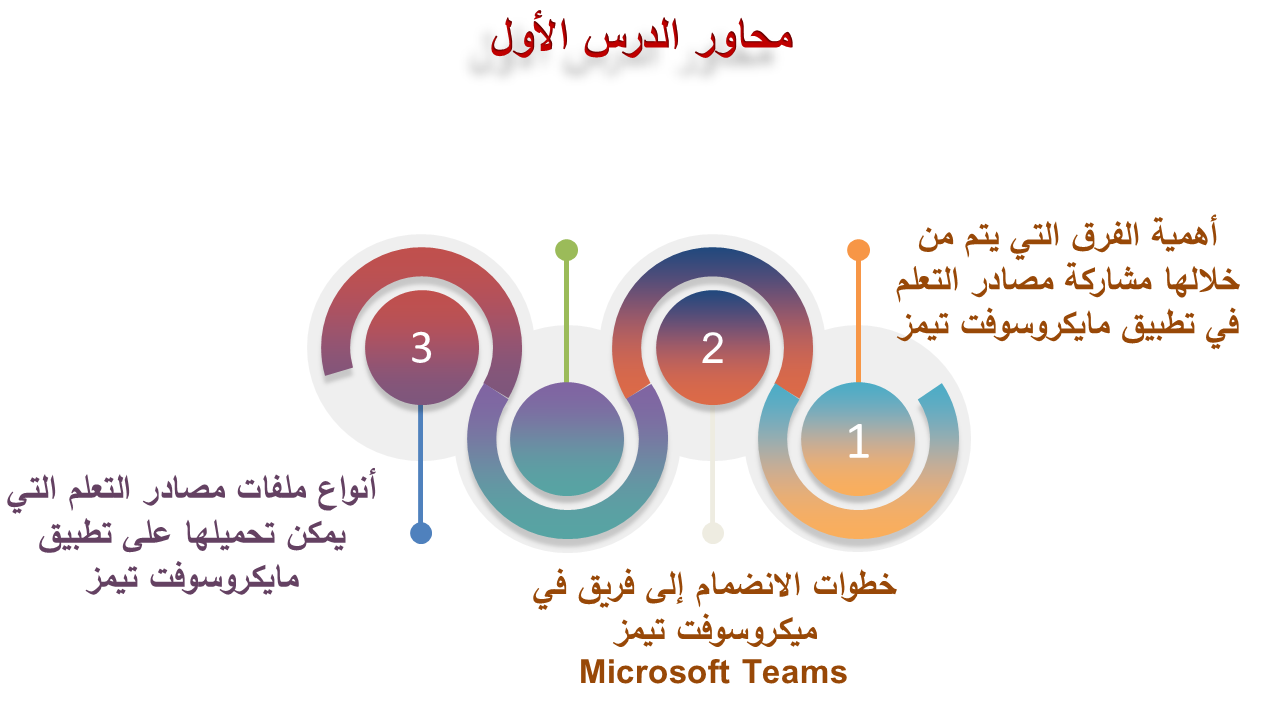 محاور الدرس الأول
أهمية الفرق التي يتم من
خلالها مشاركة مصادر التعلم
في تطبيق مايكروسوفت تيمز
1
2
خطوات الانضمام إلى فريق في
ميكروسوفت تيمز
Microsoft Teams
3
أنواع ملفات مصادر التعلم التي
يمكن تحميلها على تطبيق
مايكروسوفت تيمز